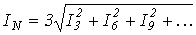 I_N = 3√(I_3^2 + I_6^2 + I_9^2 + ...)